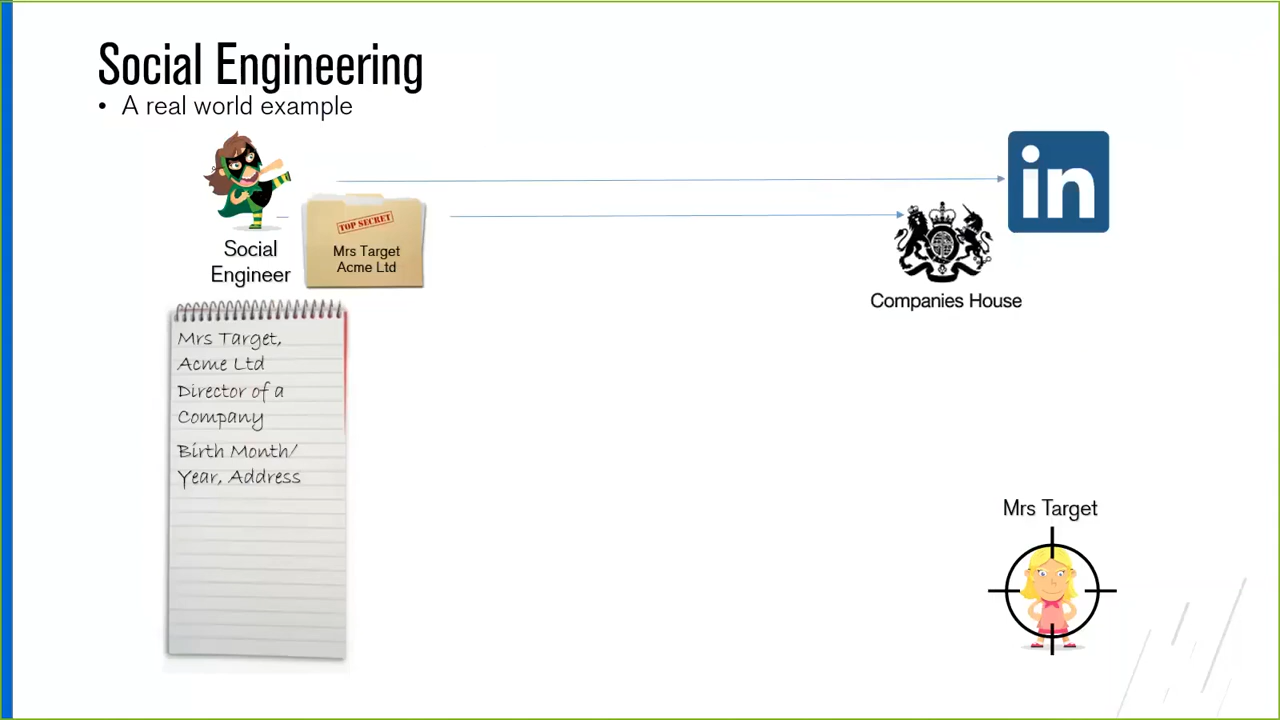 Social Engineering
• A real world example
in
Social
Engineer
TOP SECRET
Mrs Target
Acme Ltd
Companies House
Mrs Target,
Acme Ltd
Director of a
Company
Birth Month/
Year, Address
Mrs Target